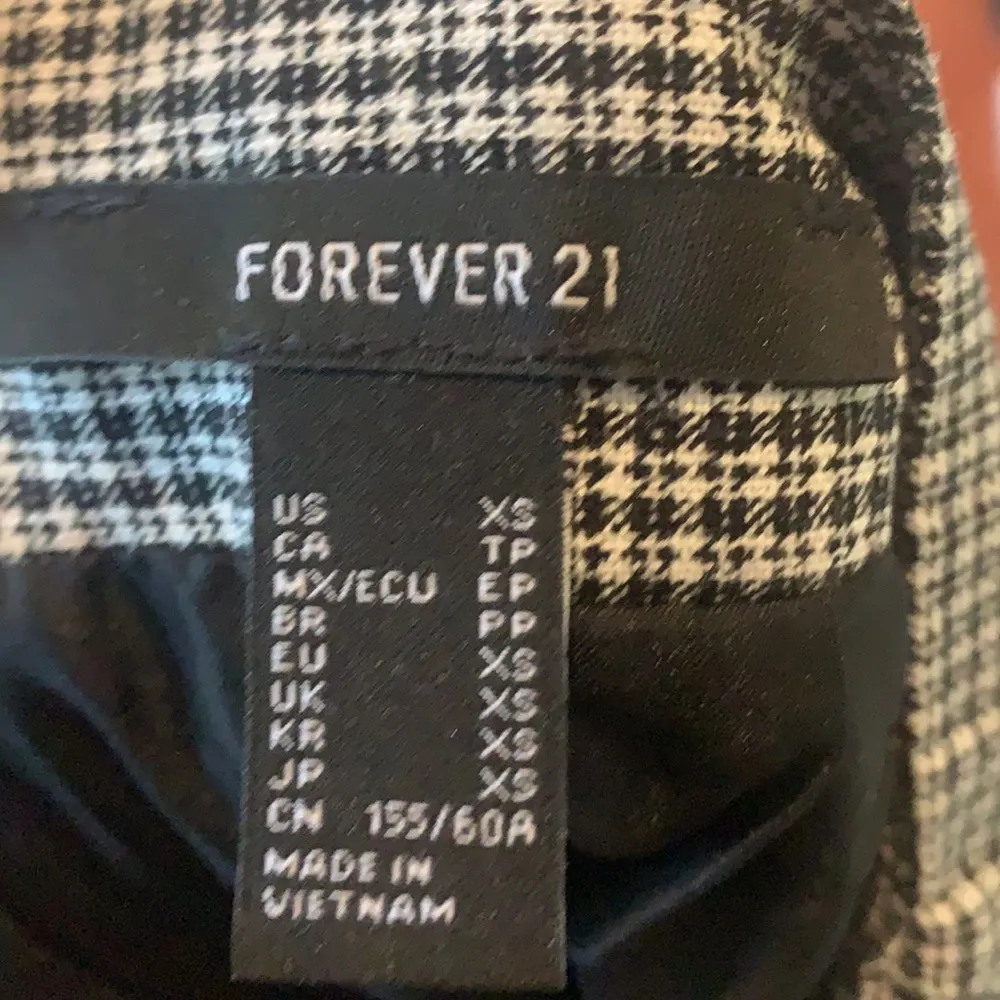 FOREVER 21
US XS
CA TP
MX/ECU EP
BR PP
EU XS
UK XS
KR XS
JP XS
CN 155/60A
MADE IN
VIETNAM